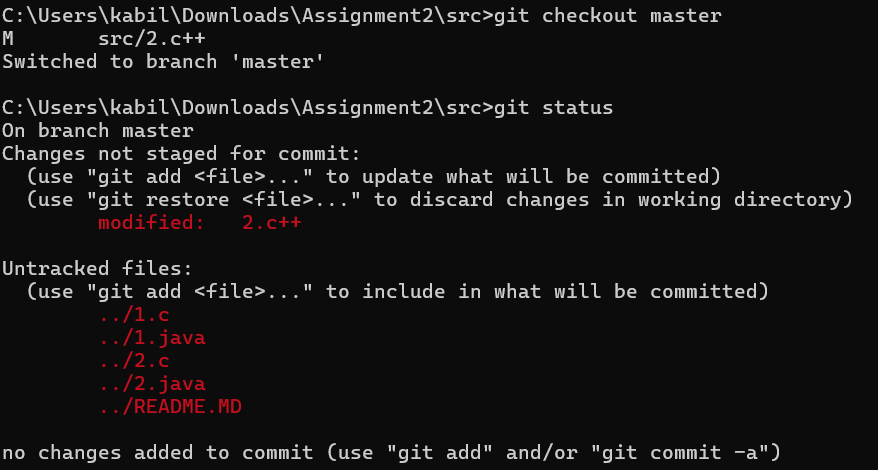 C:\Users\kabil\Downloads\Assignment2\src>git checkout master
M       src/2.c++
Switched to branch 'master'

C:\Users\kabil\Downloads\Assignment2\src>git status
On branch master
Changes not staged for commit:
  (use "git add <file>..." to update what will be committed)
  (use "git restore <file>..." to discard changes in working directory)
        modified:   2.c++

Untracked files:
  (use "git add <file>..." to include in what will be committed)
        ../1.c
        ../1.java
        ../2.c
        ../2.java
        ../README.MD

no changes added to commit (use "git add" and/or "git commit -a")